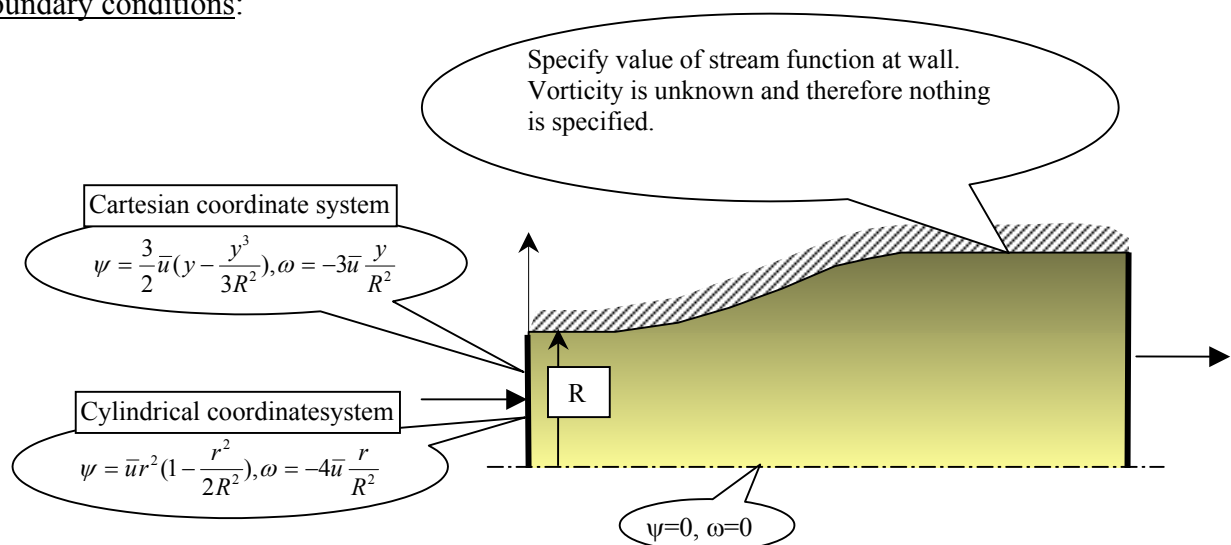 oundary conditions:
Specify value of stream function at wall.
Vorticity is unknown and therefore nothing
is specified.
Cartesian coordinate system
ψ = 3/2 ū(y − y³/3R²), ω = −3ū y/R²
R
Cylindrical coordinatesystem
ψ = ūr²(1 − r²/2R²), ω = −4ū r/R²
ψ=0, ω=0